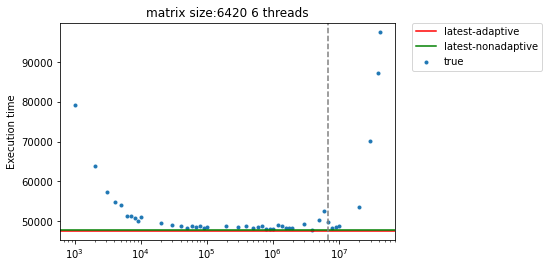 matrix size:6420 6 threads
latest-adaptive
latest-nonadaptive
true
Execution time
90000
80000
70000
60000
50000
10³ 10⁴ 10⁵ 10⁶ 10⁷